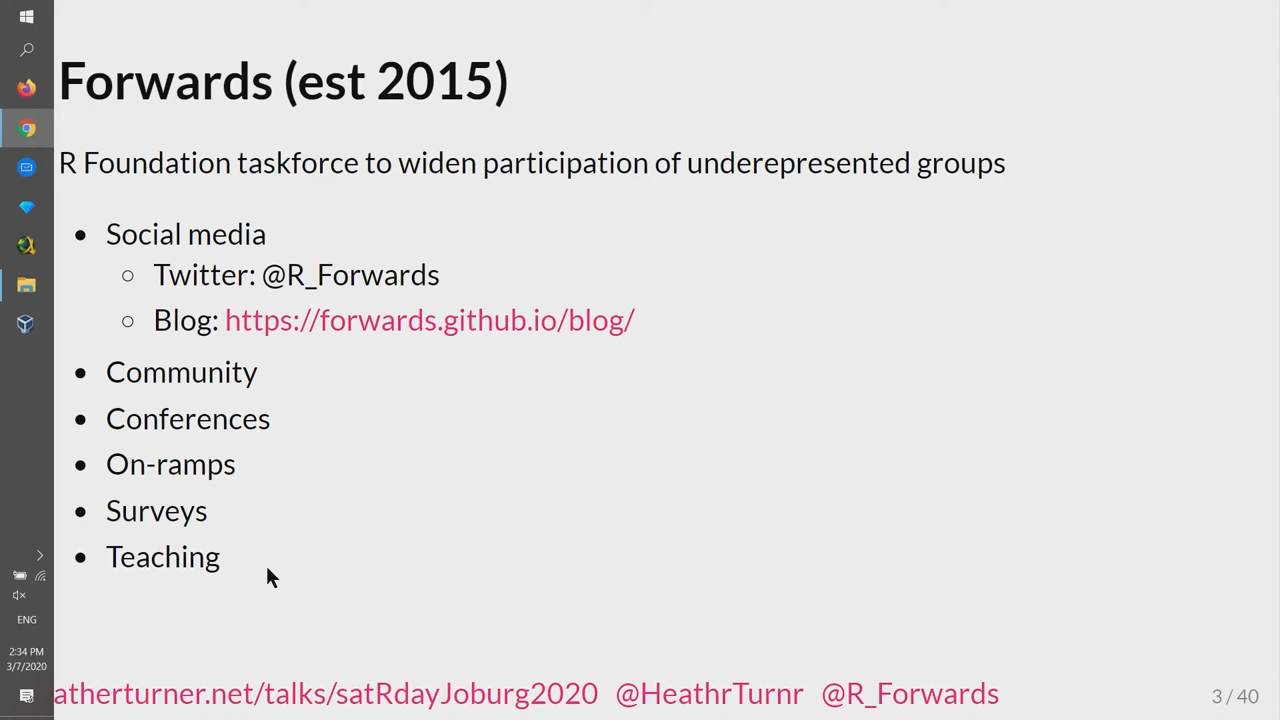 Forwards (est 2015)
R Foundation taskforce to widen participation of underepresented groups
Social media
Twitter: @R_Forwards
Blog: https://forwards.github.io/blog/
Community
Conferences
On-ramps
Surveys
Teaching
ENG
2:34 PM
3/7/2020
atherturner.net/talks/satRdayJoburg2020 @HeathrTurnr @R_Forwards
3 / 40